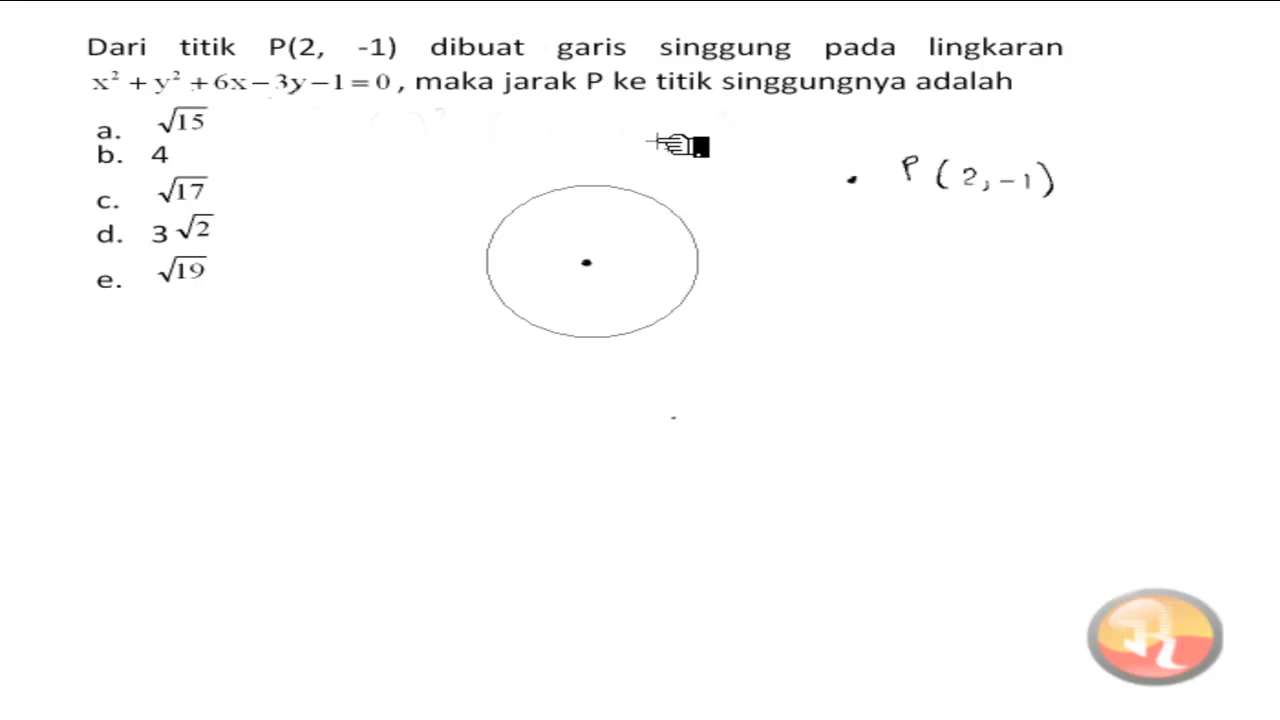 Dari titik P(2, -1) dibuat garis singgung pada lingkaran
x² + y² + 6x − 3y − 1 = 0 , maka jarak P ke titik singgungnya adalah
a. √15
b. 4
c. √17
d. 3 √2
e. √19
P (2, -1)